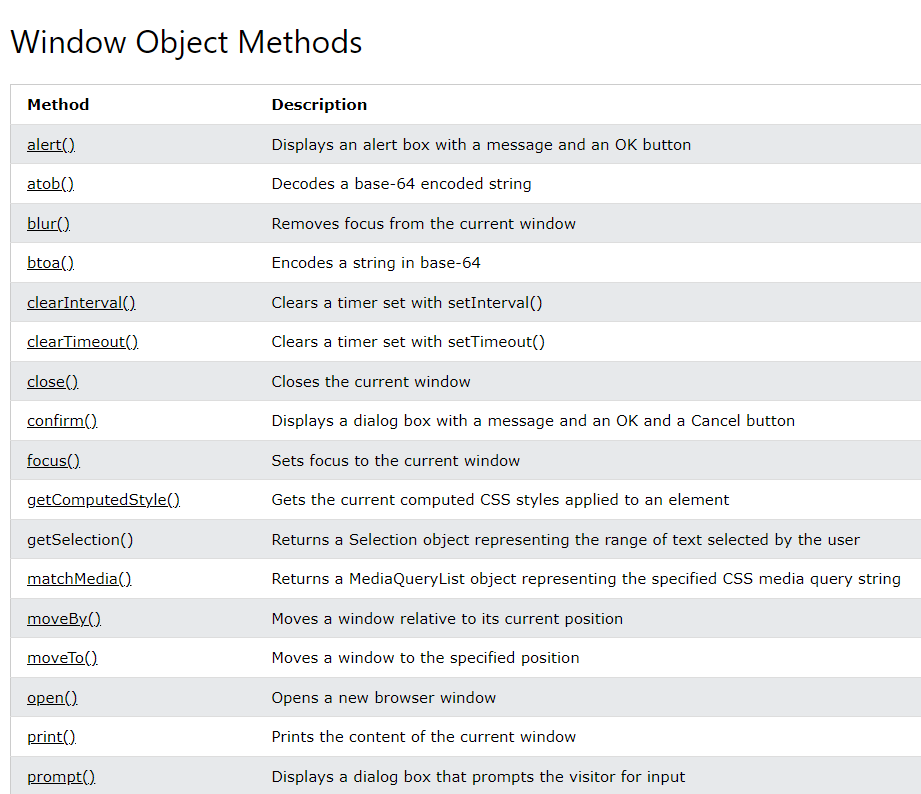 Window Object Methods
Method Description
alert() Displays an alert box with a message and an OK button
atob() Decodes a base-64 encoded string
blur() Removes focus from the current window
btoa() Encodes a string in base-64
clearInterval() Clears a timer set with setInterval()
clearTimeout() Clears a timer set with setTimeout()
close() Closes the current window
confirm() Displays a dialog box with a message and an OK and a Cancel button
focus() Sets focus to the current window
getComputedStyle() Gets the current computed CSS styles applied to an element
getSelection() Returns a Selection object representing the range of text selected by the user
matchMedia() Returns a MediaQueryList object representing the specified CSS media query string
moveBy() Moves a window relative to its current position
moveTo() Moves a window to the specified position
open() Opens a new browser window
print() Prints the content of the current window
prompt() Displays a dialog box that prompts the visitor for input